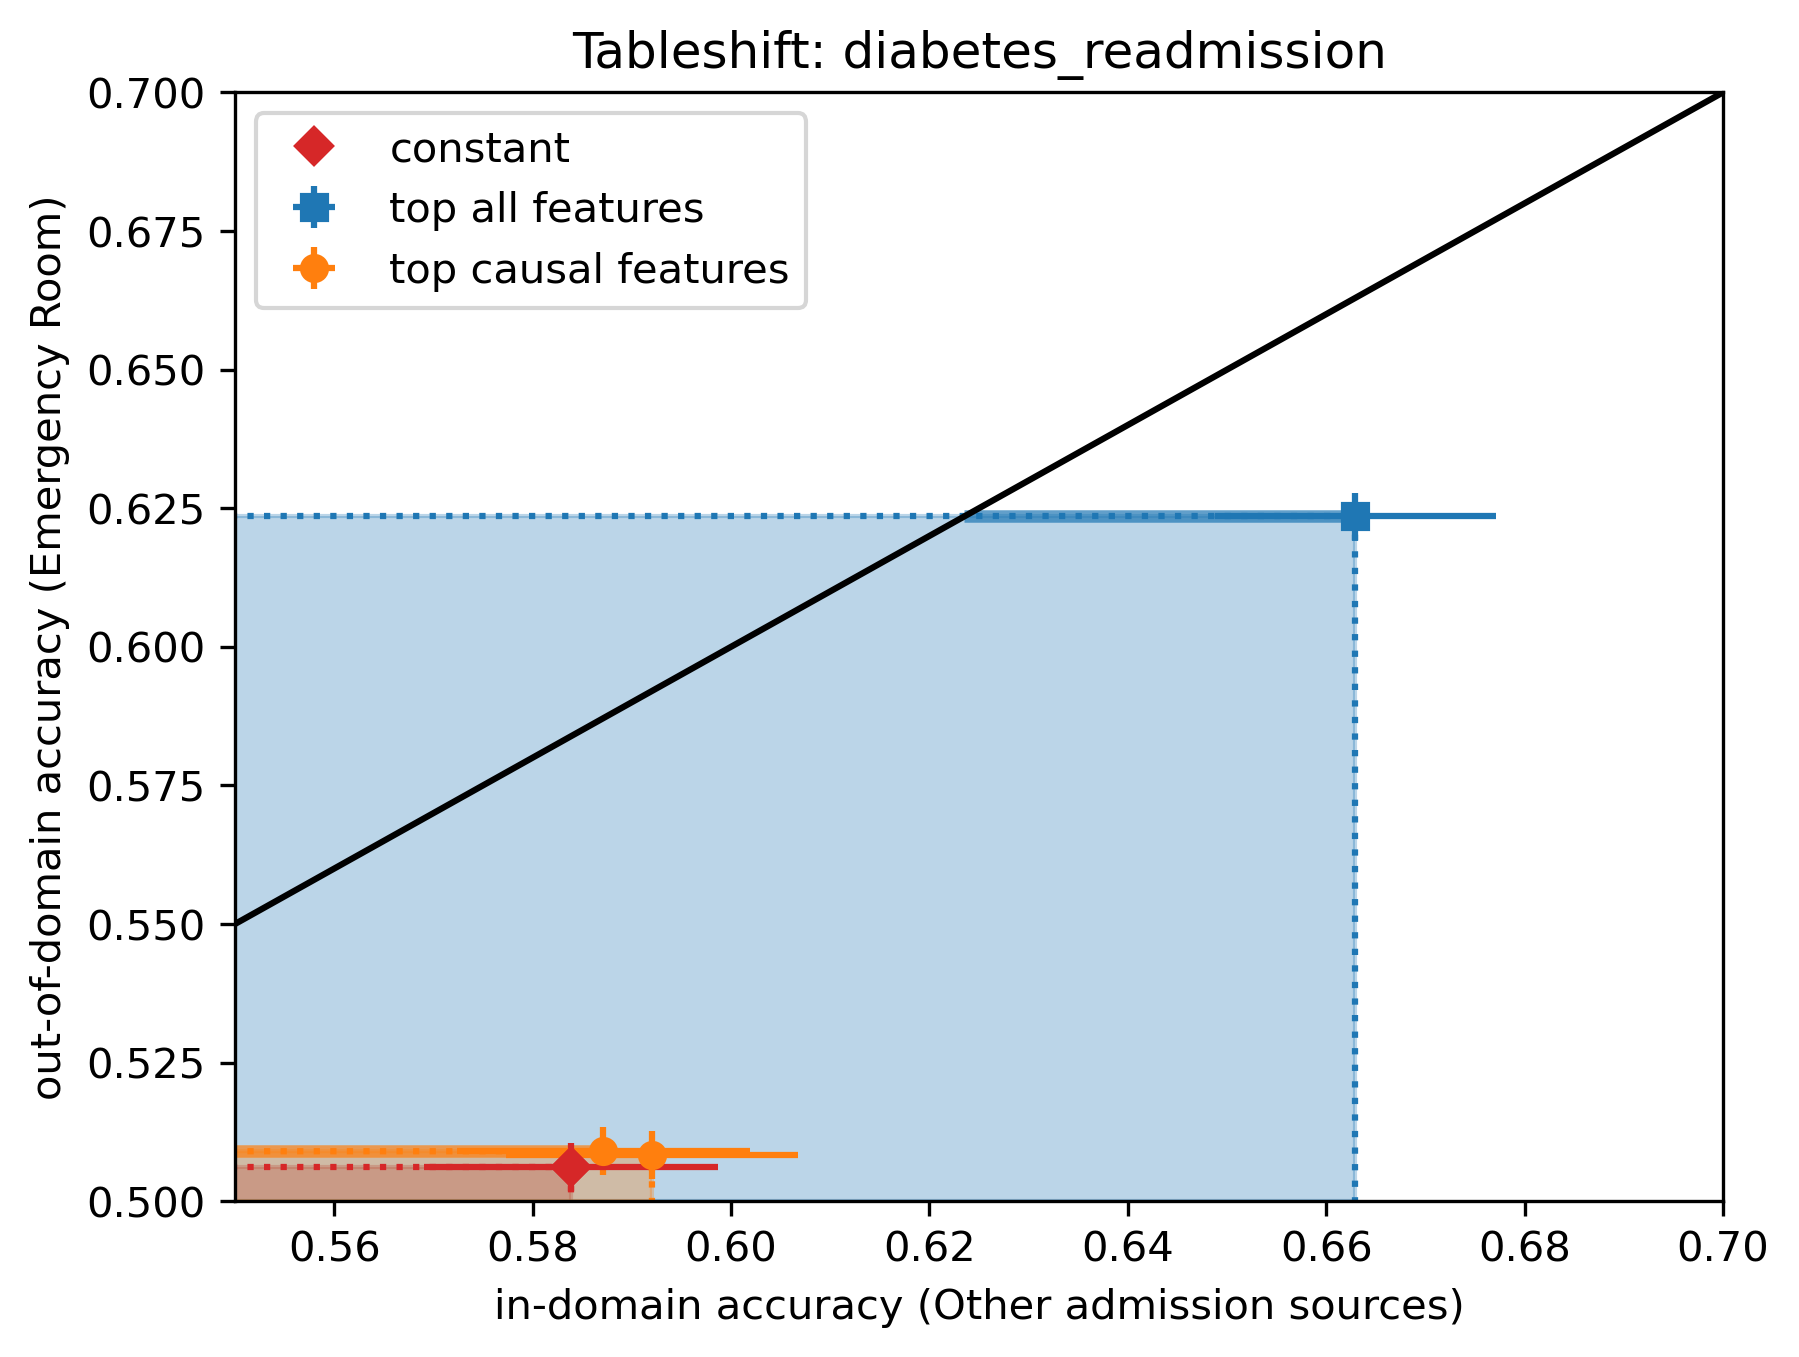 Tableshift: diabetes_readmission
constant
top all features
top causal features
out-of-domain accuracy (Emergency Room)
0.700
0.675
0.650
0.625
0.600
0.575
0.550
0.525
0.500
0.56 0.58 0.60 0.62 0.64 0.66 0.68 0.70
in-domain accuracy (Other admission sources)